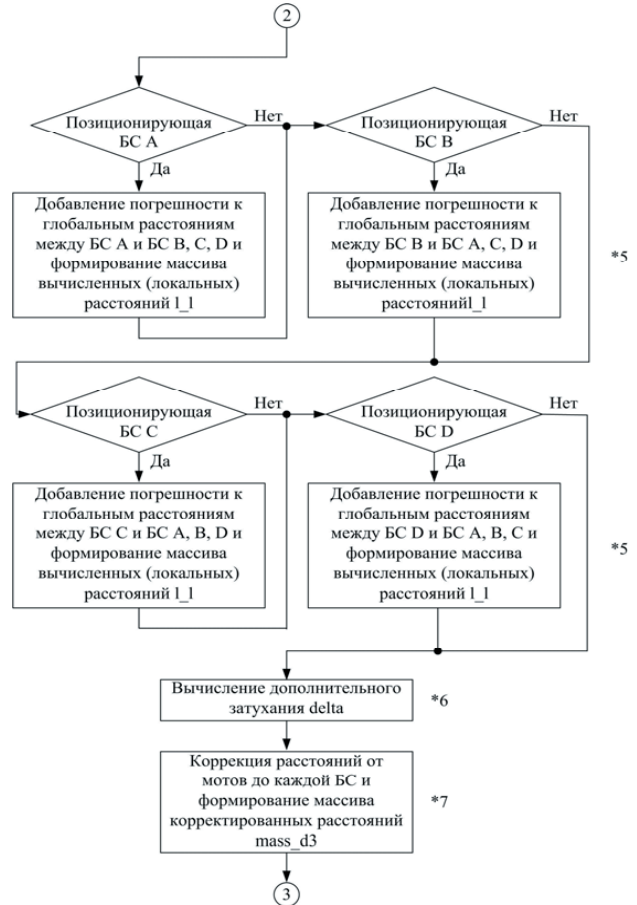 2
Позиционирующая
БС А
Нет
Да
Добавление погрешности к
глобальным расстояниям
между БС А и БС В, С, D и
формирование массива
вычисленных (локальных)
расстояний l_l
Позиционирующая
БС В
Нет
Да
Добавление погрешности к
глобальным расстояниям
между БС В и БС А, С, D и
формирование массива
вычисленных (локальных)
расстоянийl_l
*5
Позиционирующая
БС С
Нет
Да
Добавление погрешности к
глобальным расстояниям
между БС С и БС А, В, D и
формирование массива
вычисленных (локальных)
расстояний l_l
Позиционирующая
БС D
Нет
Да
Добавление погрешности к
глобальным расстояниям
между БС D и БС А, В, С и
формирование массива
вычисленных (локальных)
расстояний l_l
*5
Вычисление дополнительного
затухания delta
*6
Коррекция расстояний от
мотов до каждой БС и
формирование массива
корректированных расстояний
mass_d3
*7
3